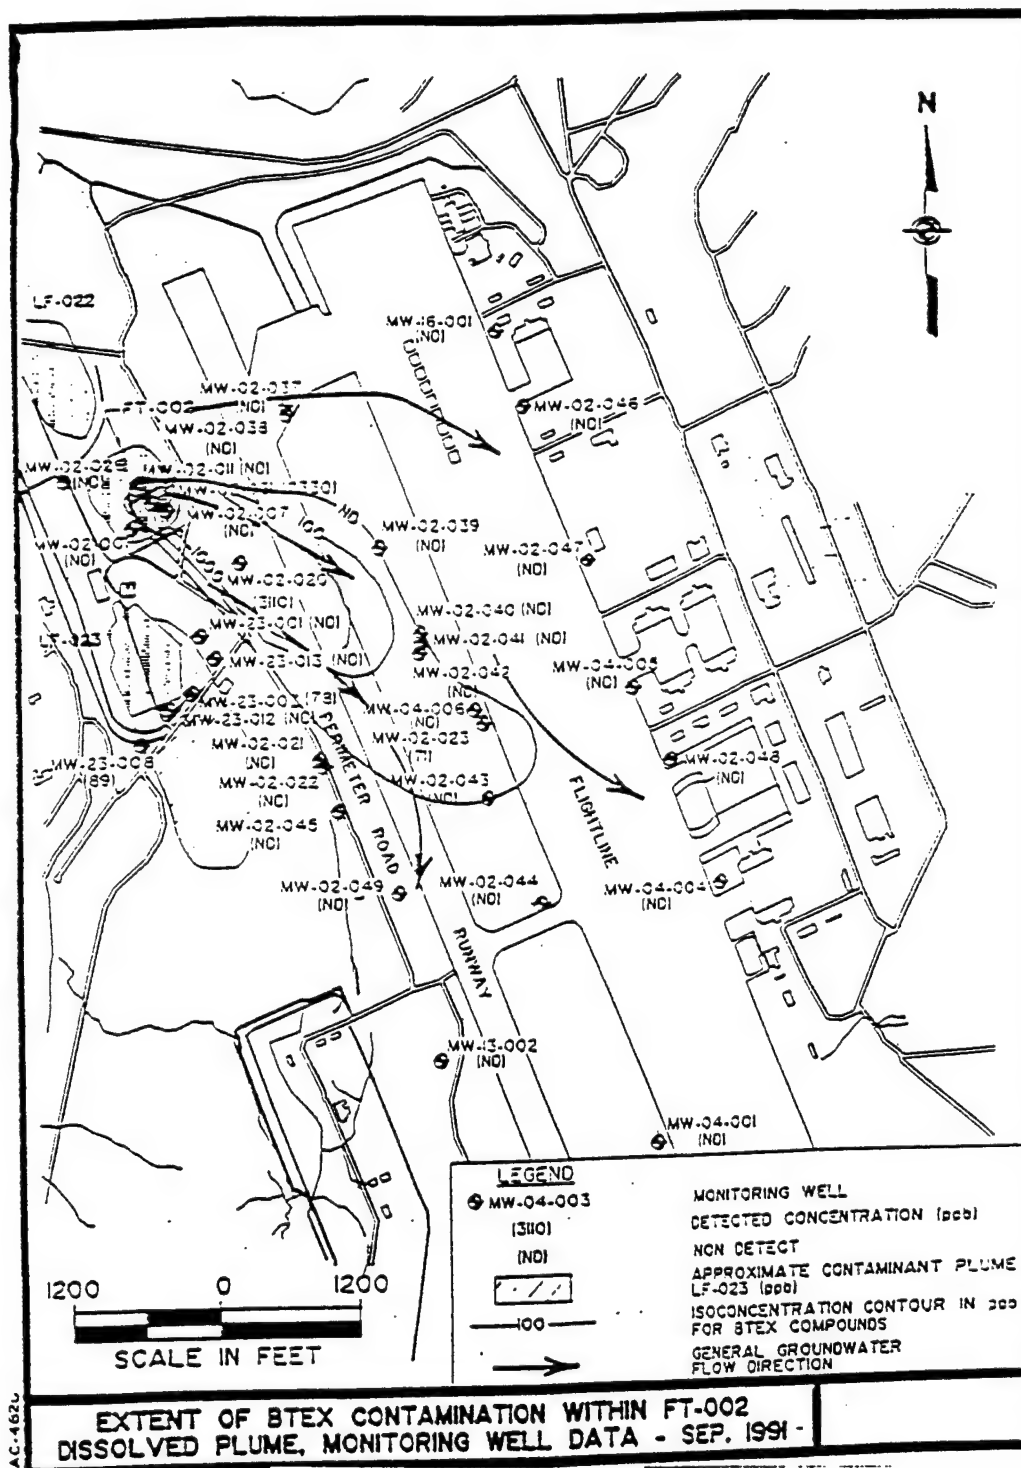 N
LF-022
MW-16-001
(ND)
MW-02-037
(ND)
FT-002
MW-02-046
(ND)
MW-02-038
(ND)
MW-02-011 (ND)
MW-02-007
(ND)
ND
100
1000
MW-02-039
(ND)
MW-02-047
(ND)
(ND)
MW-02-020
(3110)
MW-23-001 (ND)
MW-02-040 (ND)
MW-02-041 (ND)
LF-023
MW-23-013 (ND)
MW-02-042
(ND)
MW-04-005
(ND)
MW-23-003 (78)
MW-23-012 (ND)
MW-04-006
(ND)
MW-02-023
MW-02-021
(ND)
MW-23-008
(89)
MW-02-022
(ND)
MW-02-043
(ND)
MW-02-048
(ND)
MW-02-045
(ND)
PERIMETER ROAD
FLIGHTLINE
MW-02-049
(ND)
MW-02-044
(ND)
MW-04-004
(ND)
RUNWAY
MW-13-002
(ND)
MW-04-001
(ND)
LEGEND
MW-04-003 MONITORING WELL
(3110) DETECTED CONCENTRATION (ppb)
(ND) NON DETECT
APPROXIMATE CONTAMINANT PLUME
LF-023 (ppb)
100 ISOCONCENTRATION CONTOUR IN ppb
FOR BTEX COMPOUNDS
GENERAL GROUNDWATER
FLOW DIRECTION
1200 0 1200
SCALE IN FEET
EXTENT OF BTEX CONTAMINATION WITHIN FT-002
DISSOLVED PLUME, MONITORING WELL DATA - SEP. 1991 -